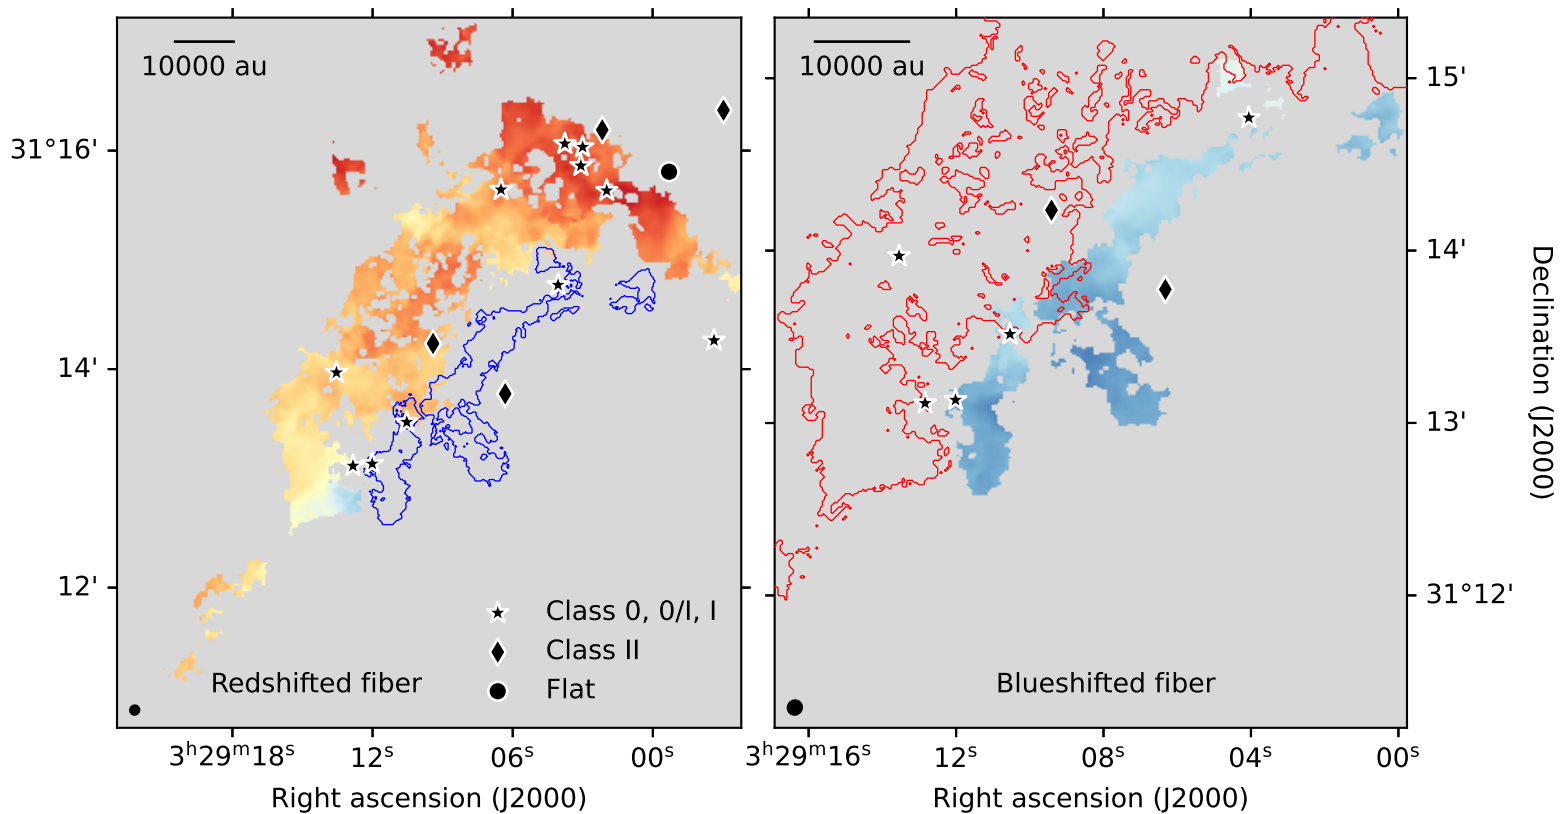 10000 au
31°16'
14'
12'
Class 0, 0/I, I
Class II
Flat
Redshifted fiber
3ʰ29ᵐ18ˢ
12ˢ
06ˢ
00ˢ
Right ascension (J2000)
10000 au
15'
14'
13'
31°12'
Declination (J2000)
Blueshifted fiber
3ʰ29ᵐ16ˢ
12ˢ
08ˢ
04ˢ
00ˢ
Right ascension (J2000)